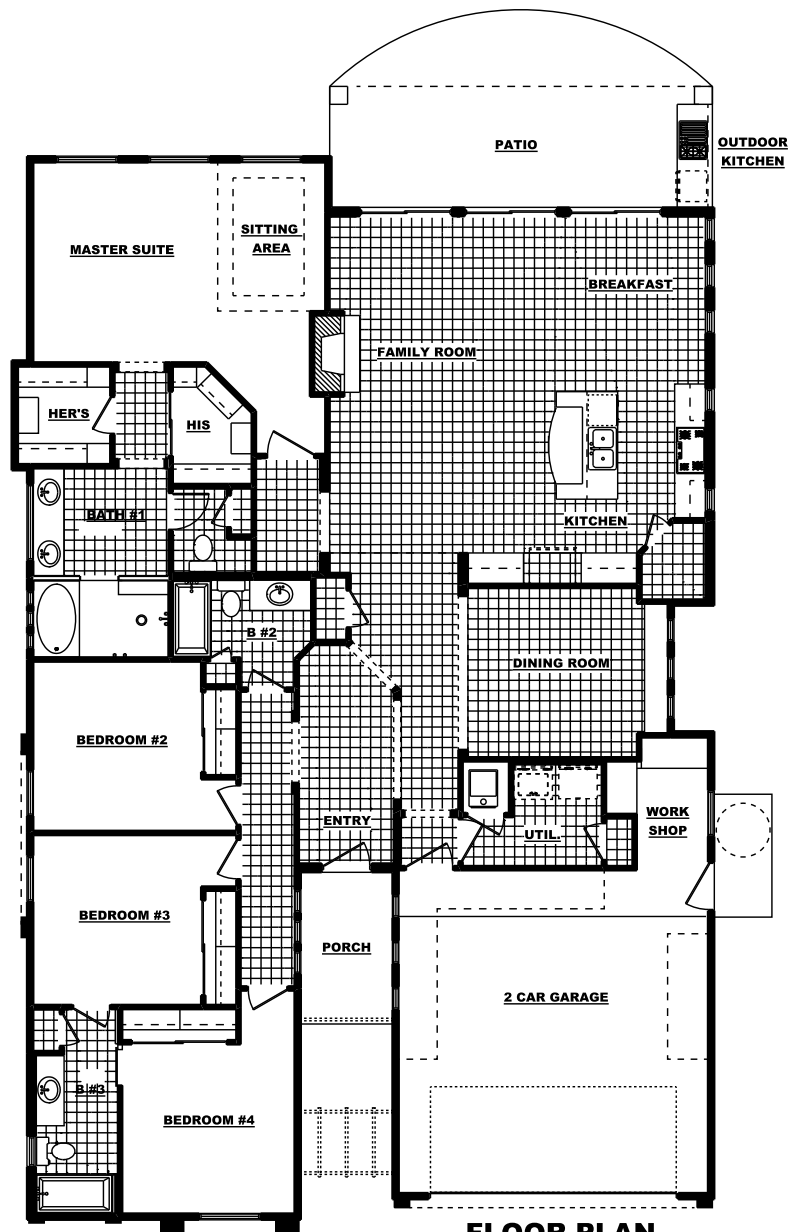 PATIO
OUTDOOR
KITCHEN
MASTER SUITE
SITTING
AREA
BREAKFAST
FAMILY ROOM
HER'S
HIS
BATH #1
KITCHEN
B #2
DINING ROOM
BEDROOM #2
ENTRY
UTIL.
WORK
SHOP
BEDROOM #3
PORCH
2 CAR GARAGE
B #3
BEDROOM #4
FLOOR PLAN